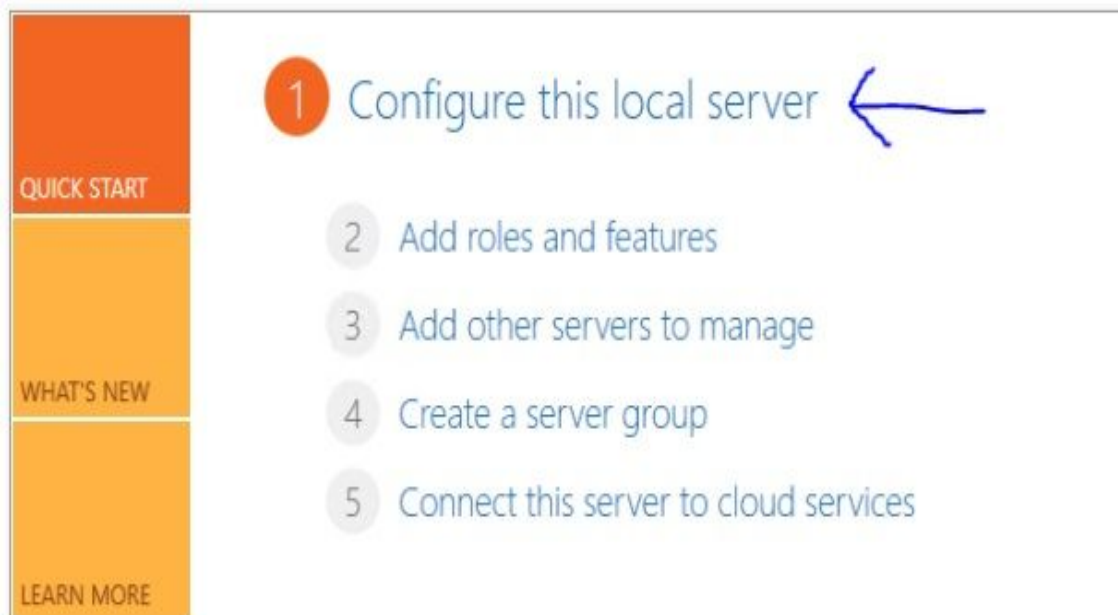 1 Configure this local server
QUICK START
2 Add roles and features
3 Add other servers to manage
WHAT'S NEW
4 Create a server group
5 Connect this server to cloud services
LEARN MORE